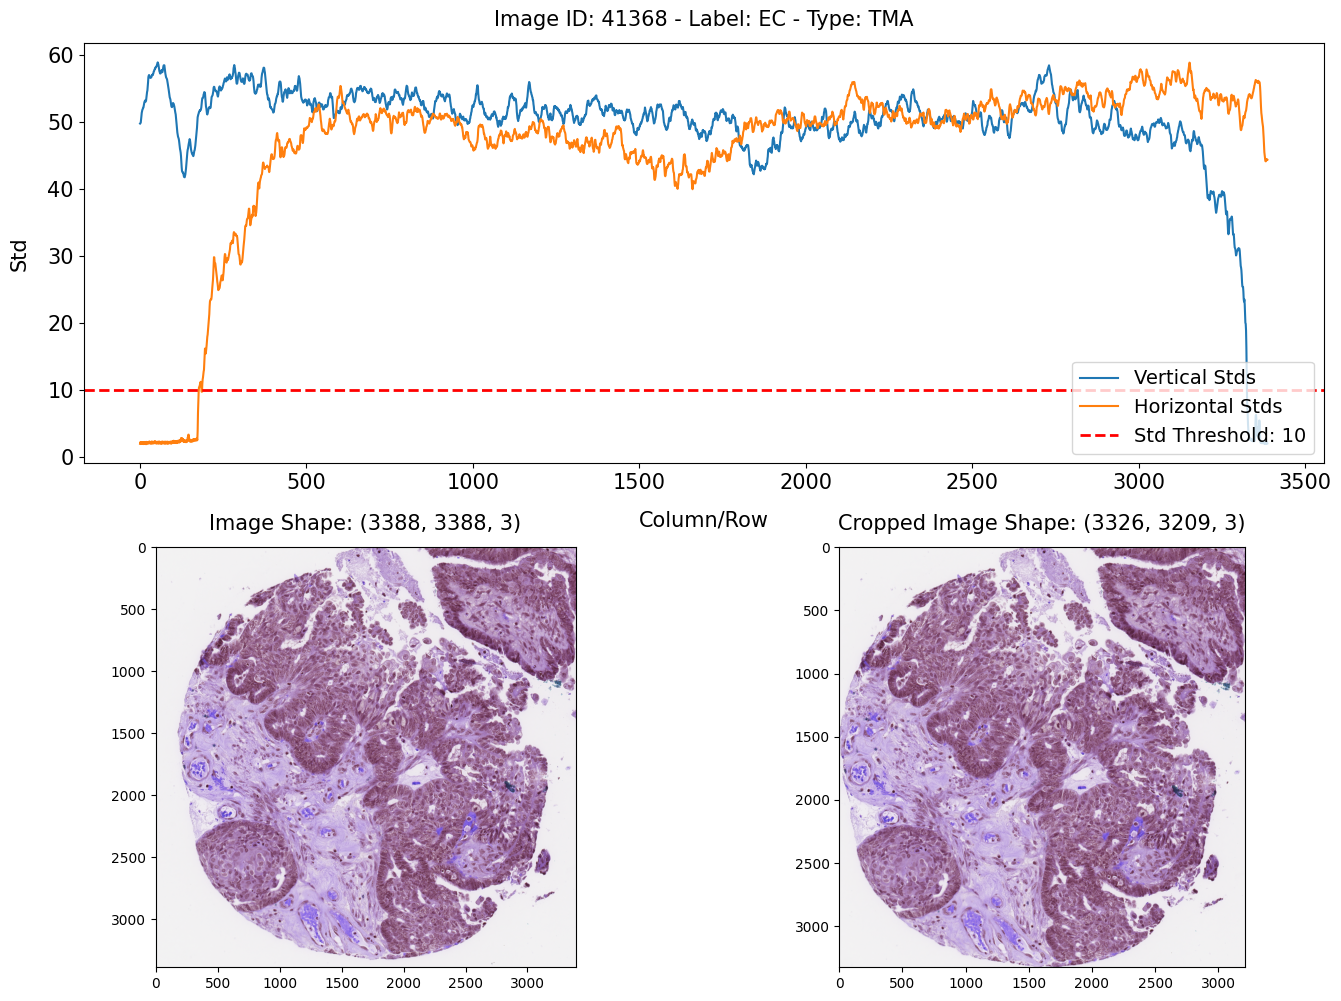 Image ID: 41368 - Label: EC - Type: TMA
60
50
40
30
20
10
0
Std
Vertical Stds
Horizontal Stds
Std Threshold: 10
0 500 1000 1500 2000 2500 3000 3500
Column/Row
Image Shape: (3388, 3388, 3)
0
500
1000
1500
2000
2500
3000
0 500 1000 1500 2000 2500 3000
Cropped Image Shape: (3326, 3209, 3)
0
500
1000
1500
2000
2500
3000
0 500 1000 1500 2000 2500 3000